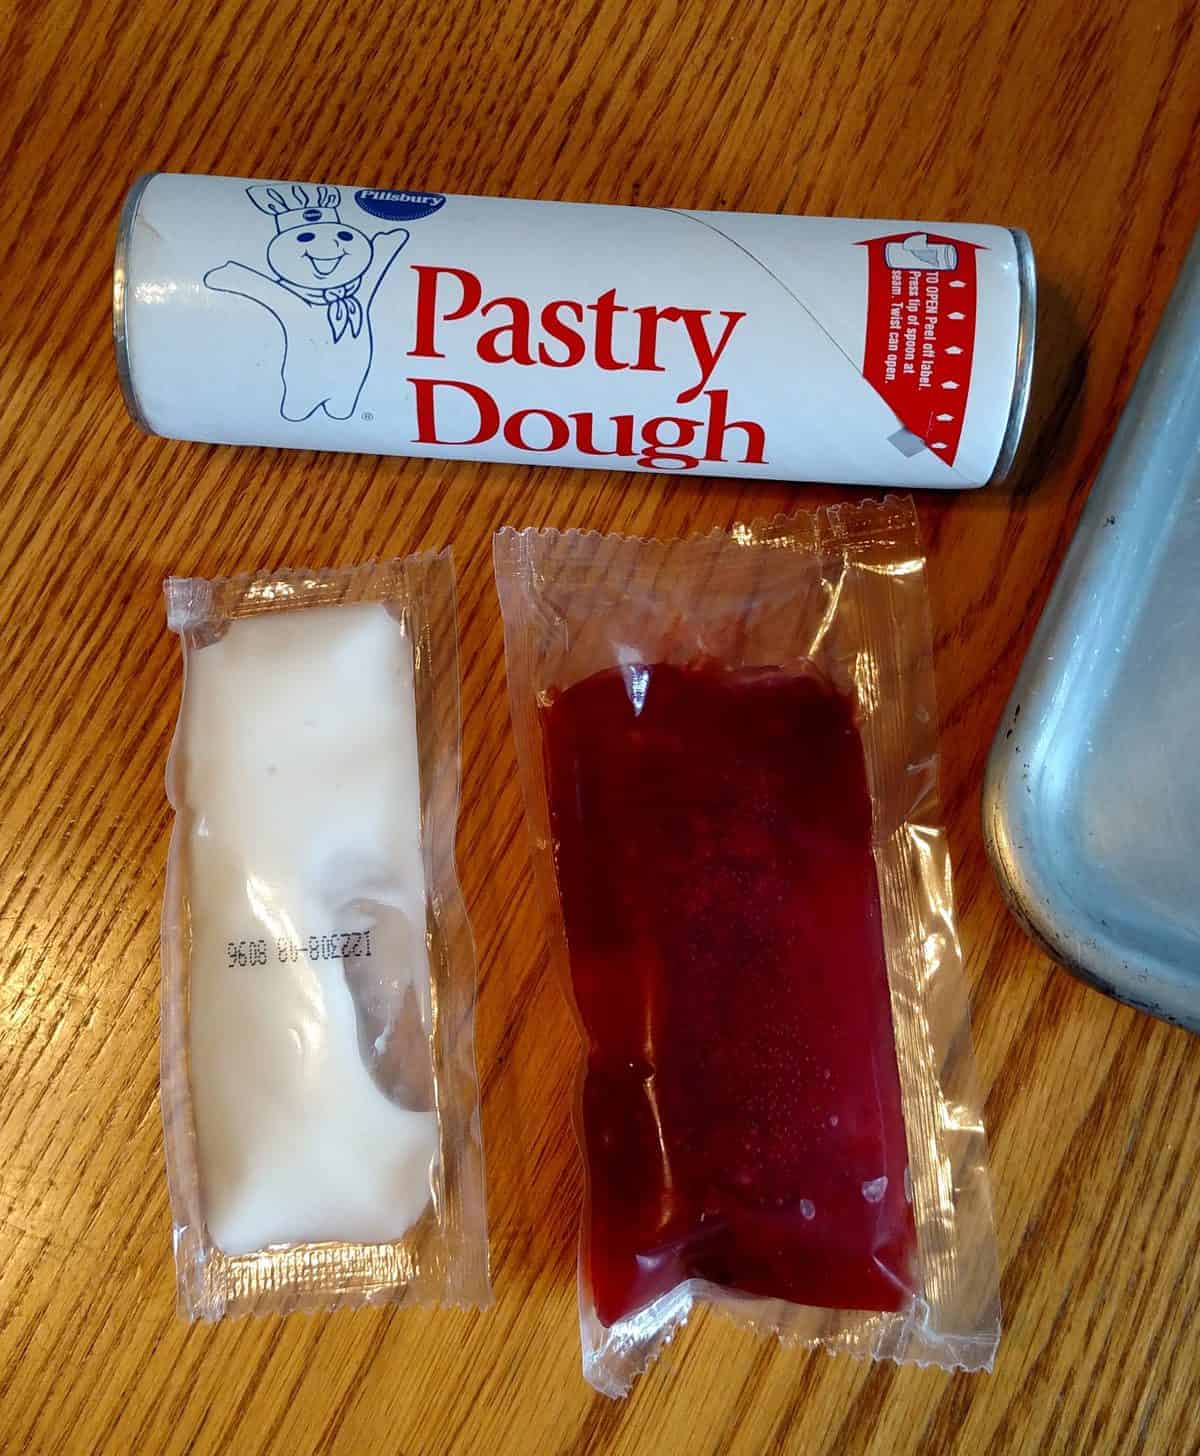 Pillsbury
Pastry
Dough
®
TO OPEN Peel off label.
Press tip of spoon at
seam. Twist can open.
122308-08 8096